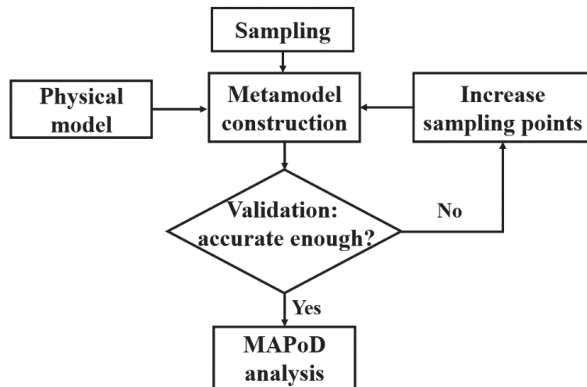 Sampling
Physical
model
Metamodel
construction
Increase
sampling points
Validation:
accurate enough?
No
Yes
MAPoD
analysis